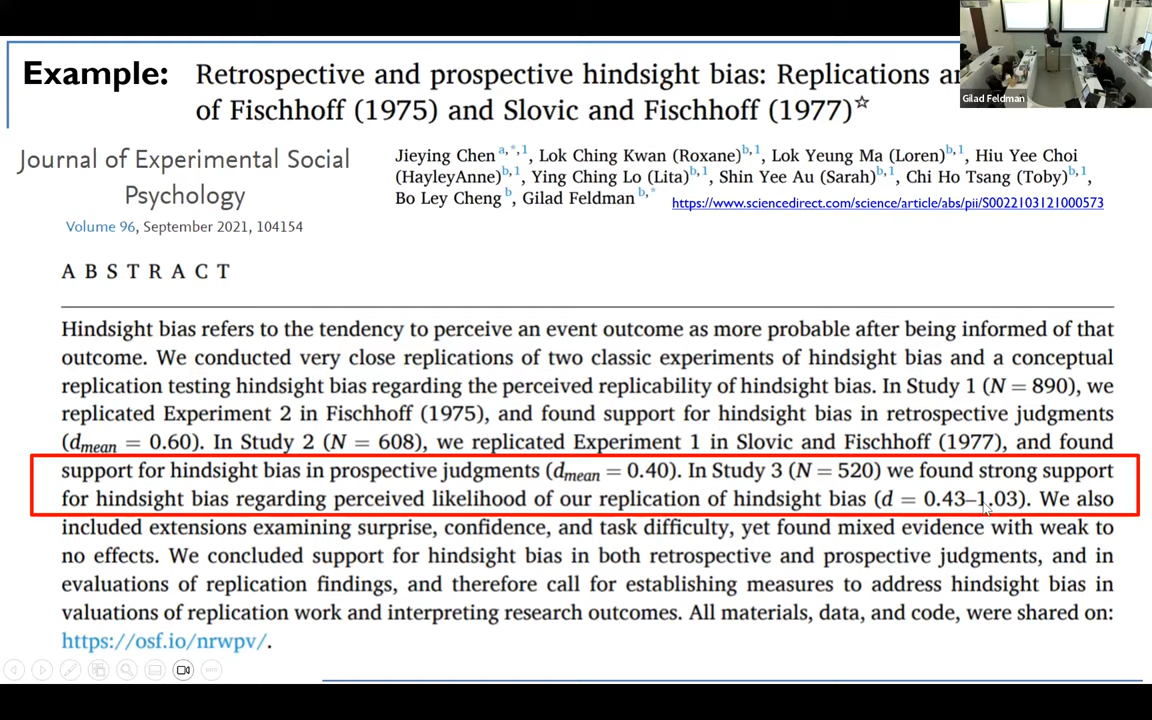 Example:
Retrospective and prospective hindsight bias: Replications
of Fischhoff (1975) and Slovic and Fischhoff (1977)☆
Gilad Feldman
Journal of Experimental Social
Psychology
Volume 96, September 2021, 104154
Jieying Chen a,*,1, Lok Ching Kwan (Roxane) b,1, Lok Yeung Ma (Loren) b,1, Hiu Yee Choi
(HayleyAnne) b,1, Ying Ching Lo (Lita) b,1, Shin Yee Au (Sarah) b,1, Chi Ho Tsang (Toby) b,1,
Bo Ley Cheng b, Gilad Feldman b,*
https://www.sciencedirect.com/science/article/abs/pii/S0022103121000573
ABSTRACT
Hindsight bias refers to the tendency to perceive an event outcome as more probable after being informed of that
outcome. We conducted very close replications of two classic experiments of hindsight bias and a conceptual
replication testing hindsight bias regarding the perceived replicability of hindsight bias. In Study 1 (N = 890), we
replicated Experiment 2 in Fischhoff (1975), and found support for hindsight bias in retrospective judgments
(dmean = 0.60). In Study 2 (N = 608), we replicated Experiment 1 in Slovic and Fischhoff (1977), and found
support for hindsight bias in prospective judgments (dmean = 0.40). In Study 3 (N = 520) we found strong support
for hindsight bias regarding perceived likelihood of our replication of hindsight bias (d = 0.43–1.03). We also
included extensions examining surprise, confidence, and task difficulty, yet found mixed evidence with weak to
no effects. We concluded support for hindsight bias in both retrospective and prospective judgments, and in
evaluations of replication findings, and therefore call for establishing measures to address hindsight bias in
valuations of replication work and interpreting research outcomes. All materials, data, and code, were shared on:
https://osf.io/nrwpv/.